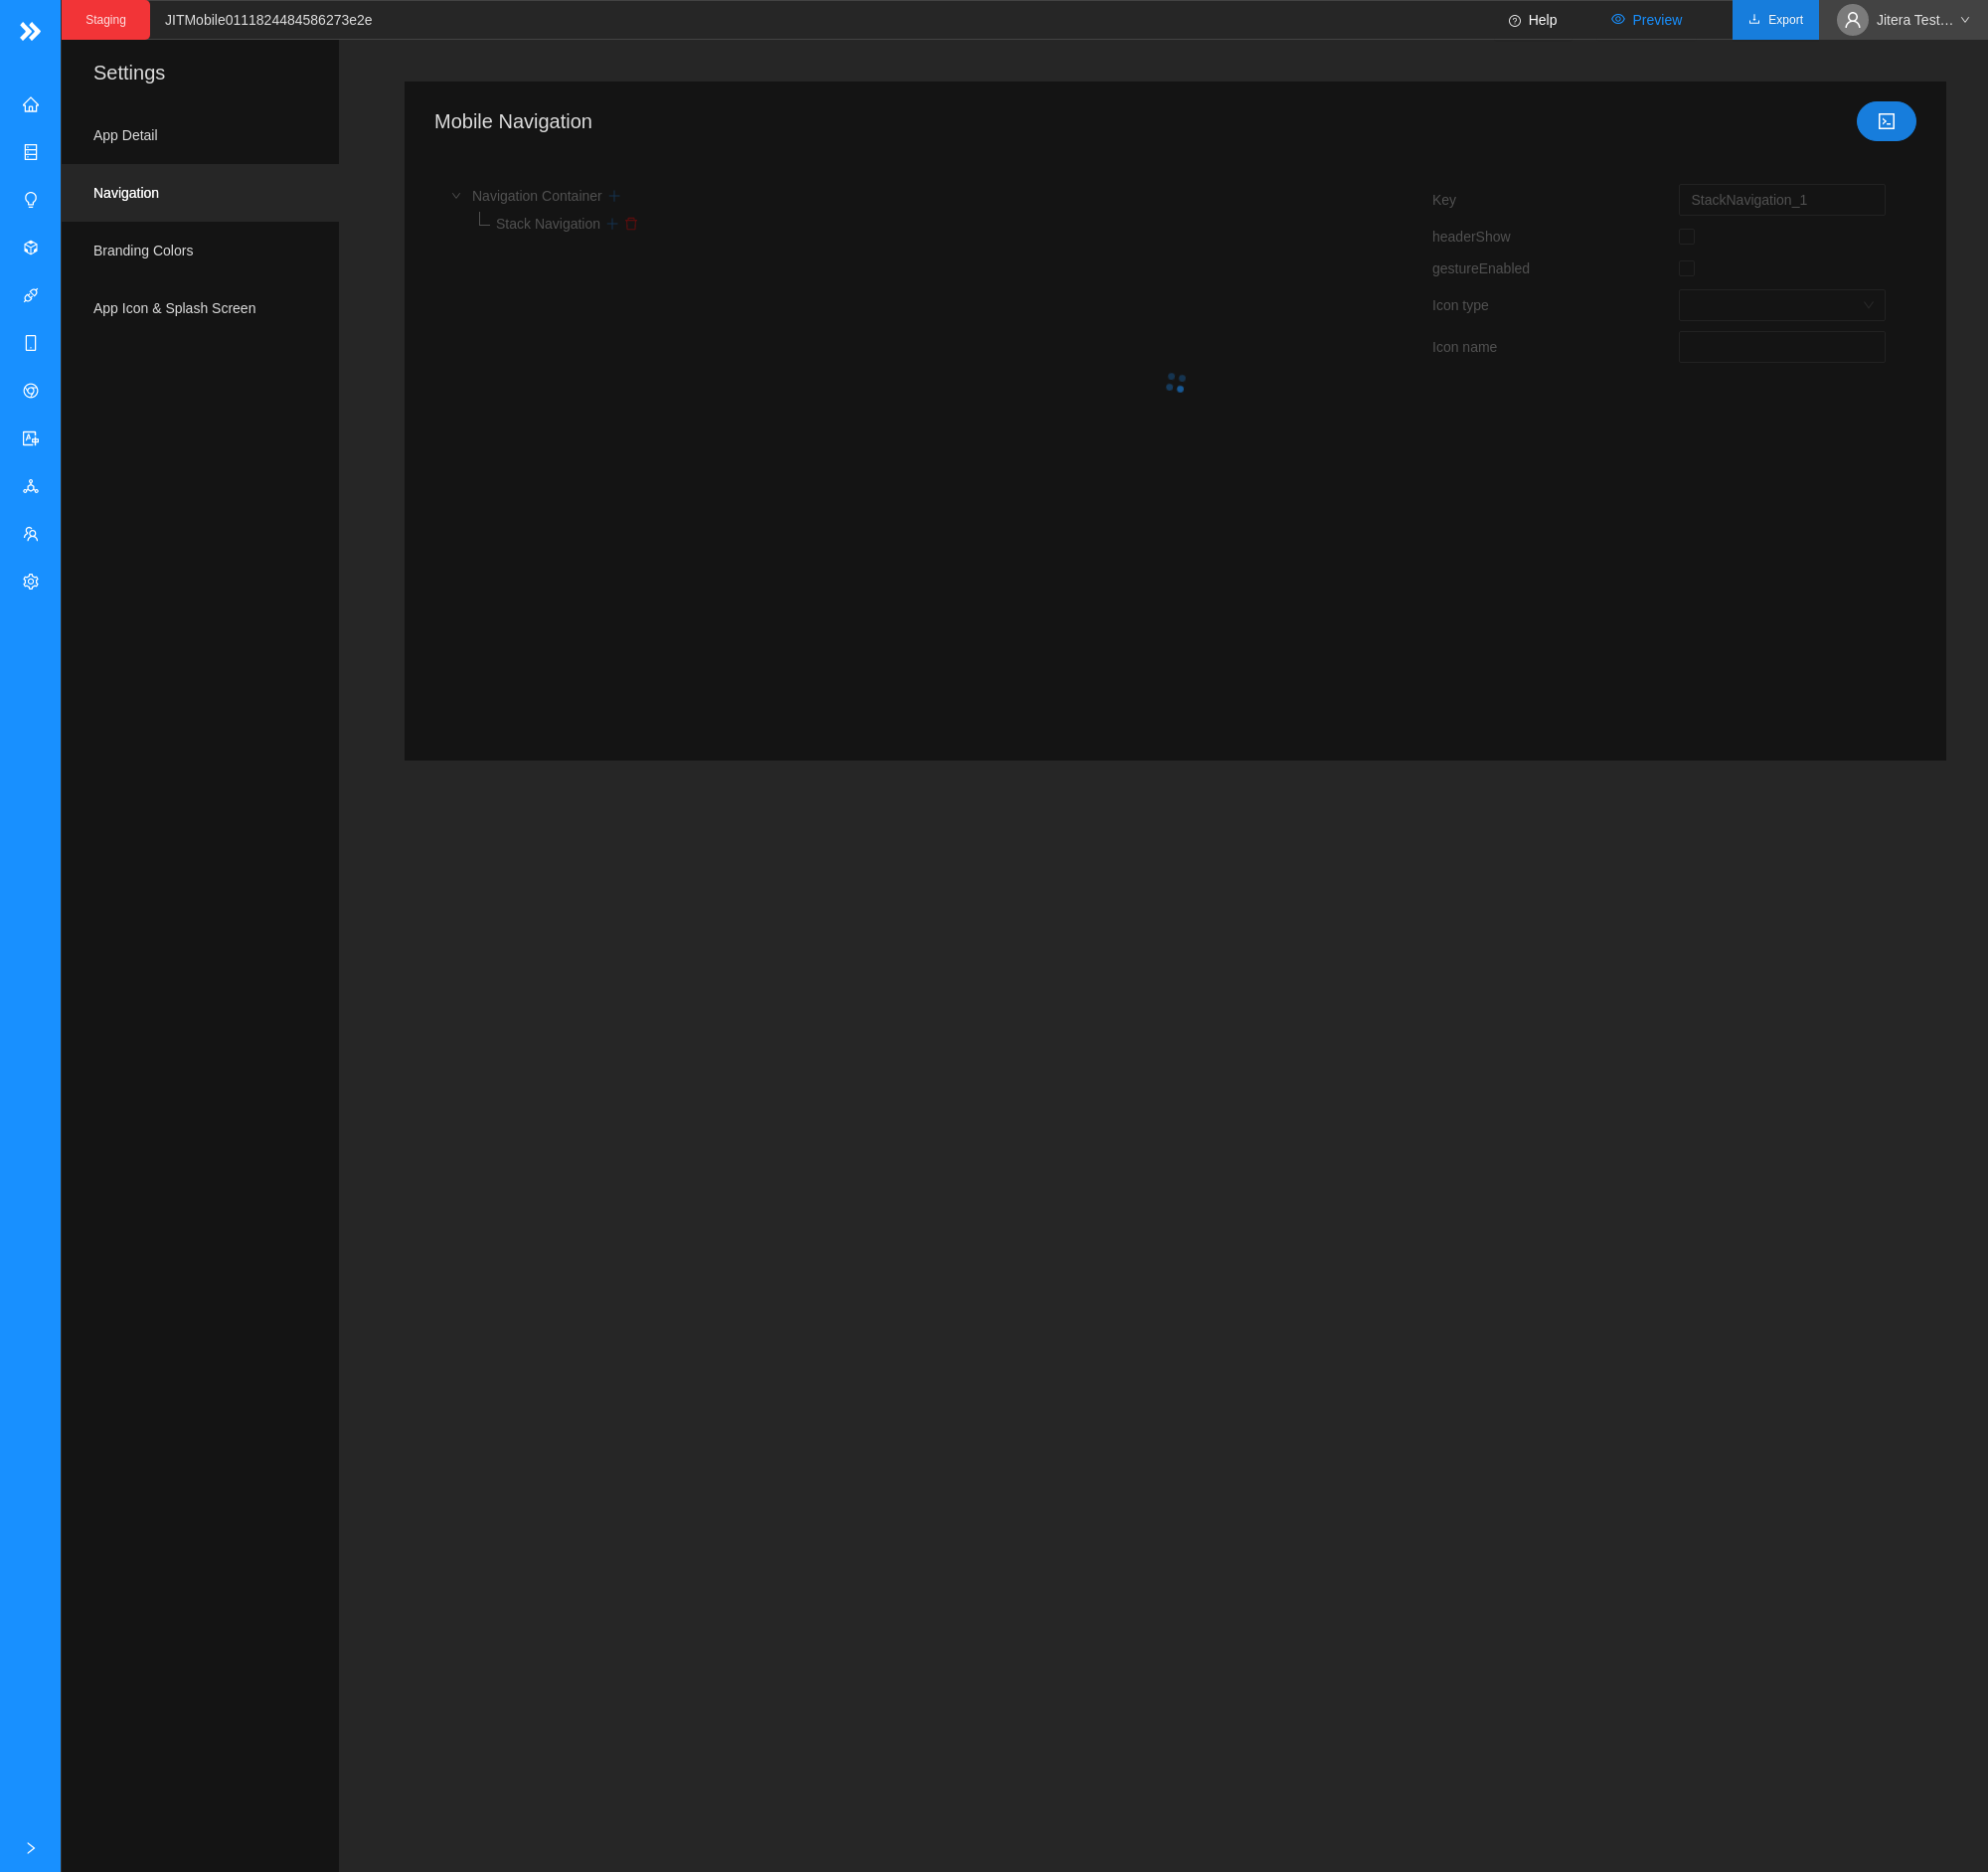 Staging
JITMobile0111824484586273e2e
Help
Preview
Export
Jitera Test...
Settings
App Detail
Navigation
Branding Colors
App Icon & Splash Screen
Mobile Navigation
Navigation Container
Stack Navigation
Key
StackNavigation_1
headerShow
gestureEnabled
Icon type
Icon name